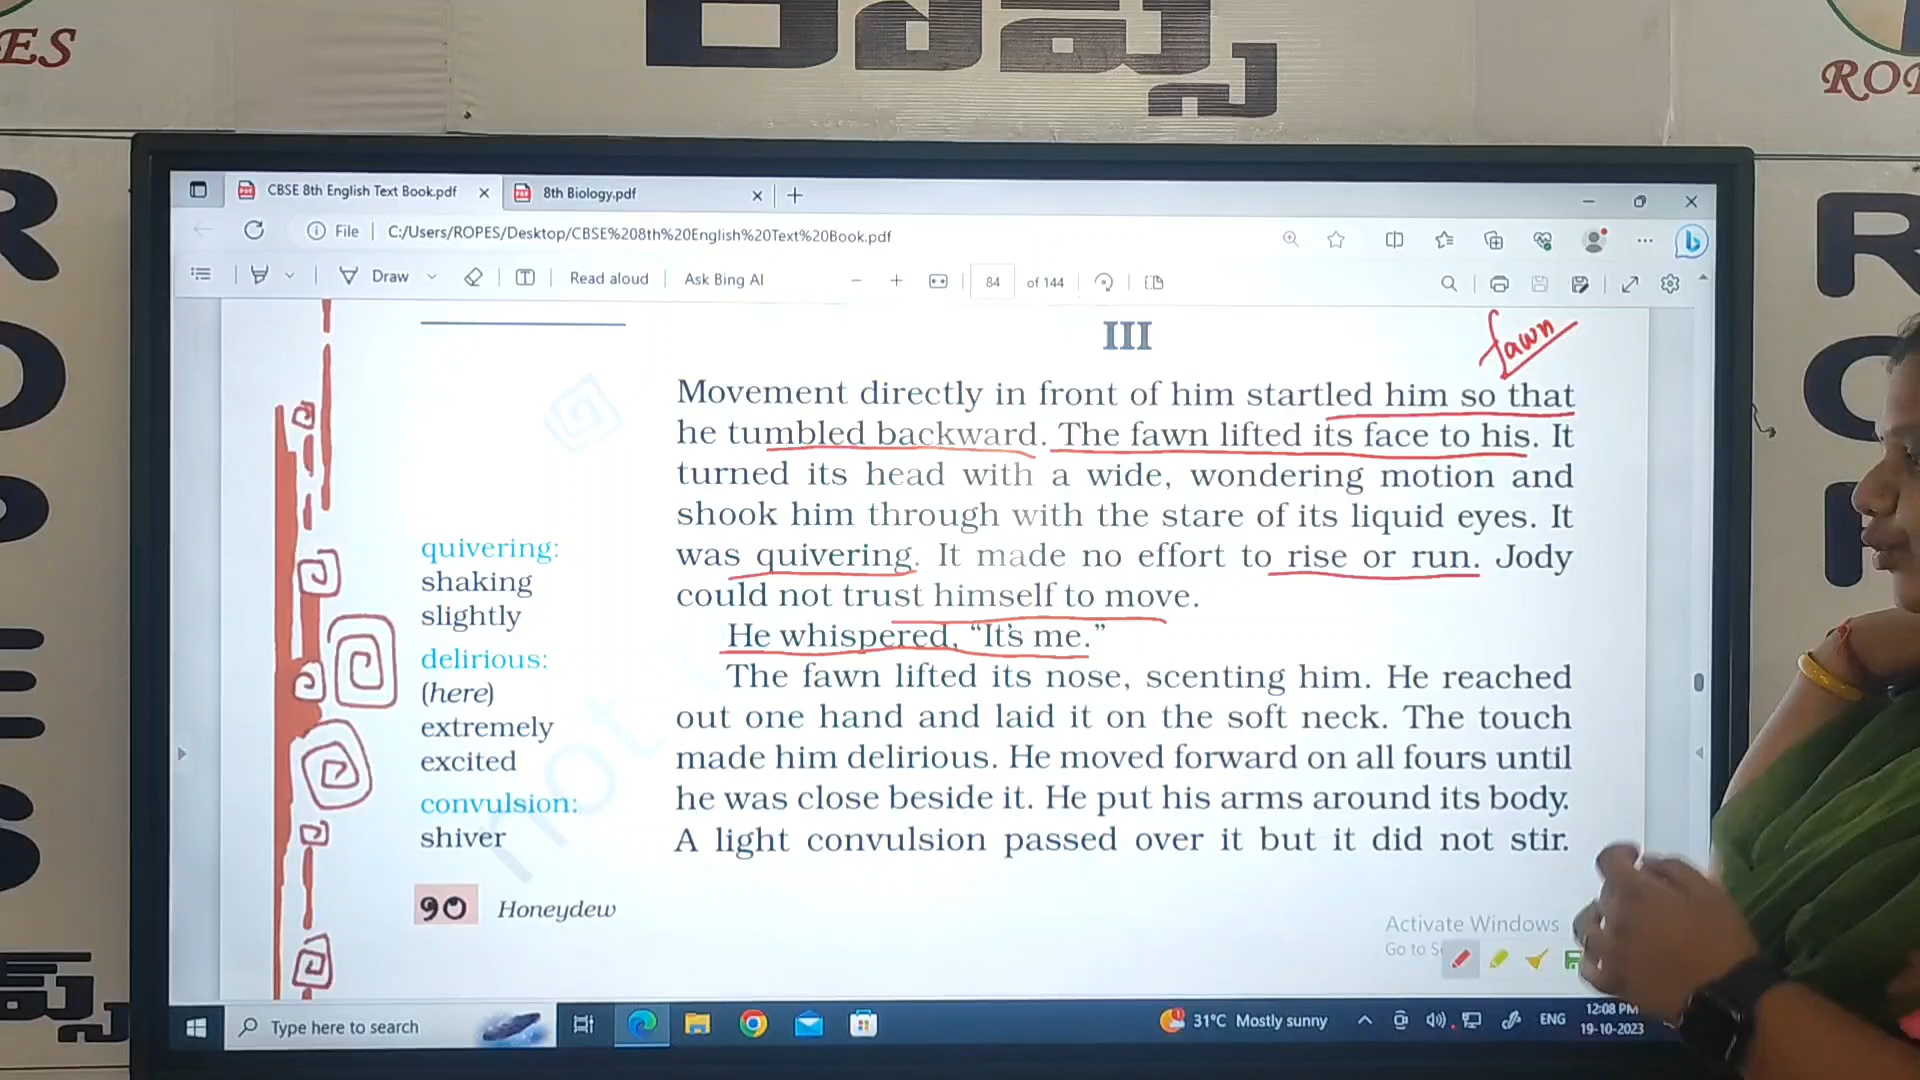 ES
రోప్స్
ROP
CBSE 8th English Text Book.pdf
8th Biology.pdf
File
C:/Users/ROPES/Desktop/CBSE%208th%20English%20Text%20Book.pdf
Draw
Read aloud
Ask Bing AI
84
of 144
III
fawn
Movement directly in front of him startled him so that
he tumbled backward. The fawn lifted its face to his. It
turned its head with a wide, wondering motion and
shook him through with the stare of its liquid eyes. It
was quivering. It made no effort to rise or run. Jody
could not trust himself to move.
He whispered, “It's me.”
The fawn lifted its nose, scenting him. He reached
out one hand and laid it on the soft neck. The touch
made him delirious. He moved forward on all fours until
he was close beside it. He put his arms around its body.
A light convulsion passed over it but it did not stir.
quivering:
shaking
slightly
delirious:
(here)
extremely
excited
convulsion:
shiver
90
Honeydew
Activate Windows
Go to S
Type here to search
31°C Mostly sunny
ENG
12:08 PM
19-10-2023
R
O
P
E
S
R
O
P